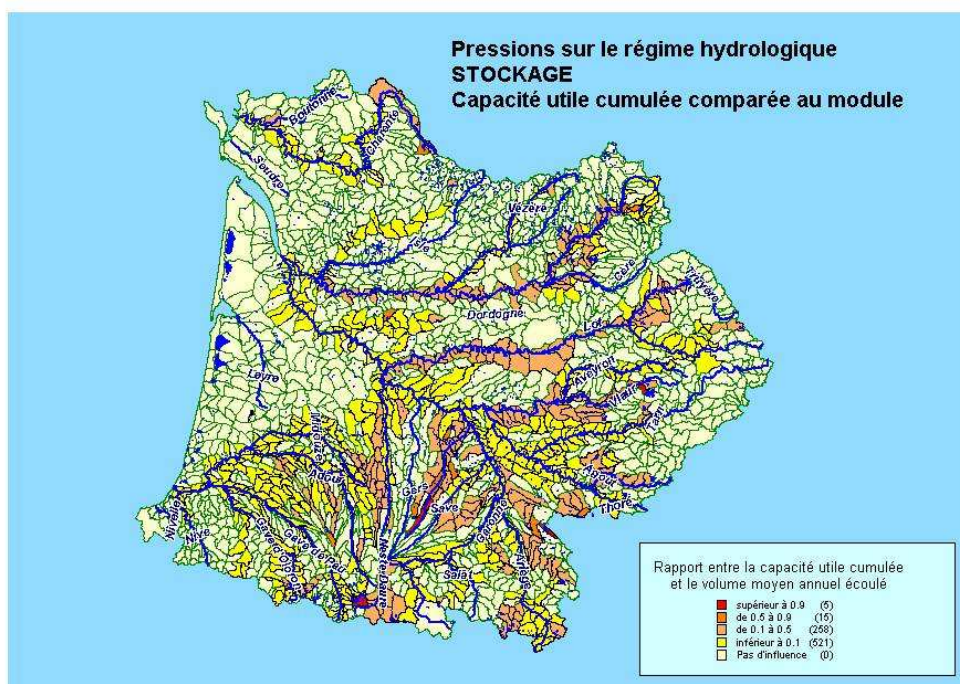 Pressions sur le régime hydrologique
STOCKAGE
Capacité utile cumulée comparée au module
Boutonne
Charente
Seudre
Vézère
Isle
Cère
Truyère
Dordogne
Lot
Leyre
Aveyron
Viaur
Tarn
Midouze
Adour
Agout
Thoré
Gers
Save
Garonne
Nivelle
Nive
Gave d'Oloron
Gave de Pau
Salat
Ariège
Rapport entre la capacité utile cumulée
et le volume moyen annuel écoulé
supérieur à 0.9 (5)
de 0.5 à 0.9 (15)
de 0.1 à 0.5 (258)
inférieur à 0.1 (521)
Pas d'influence (0)